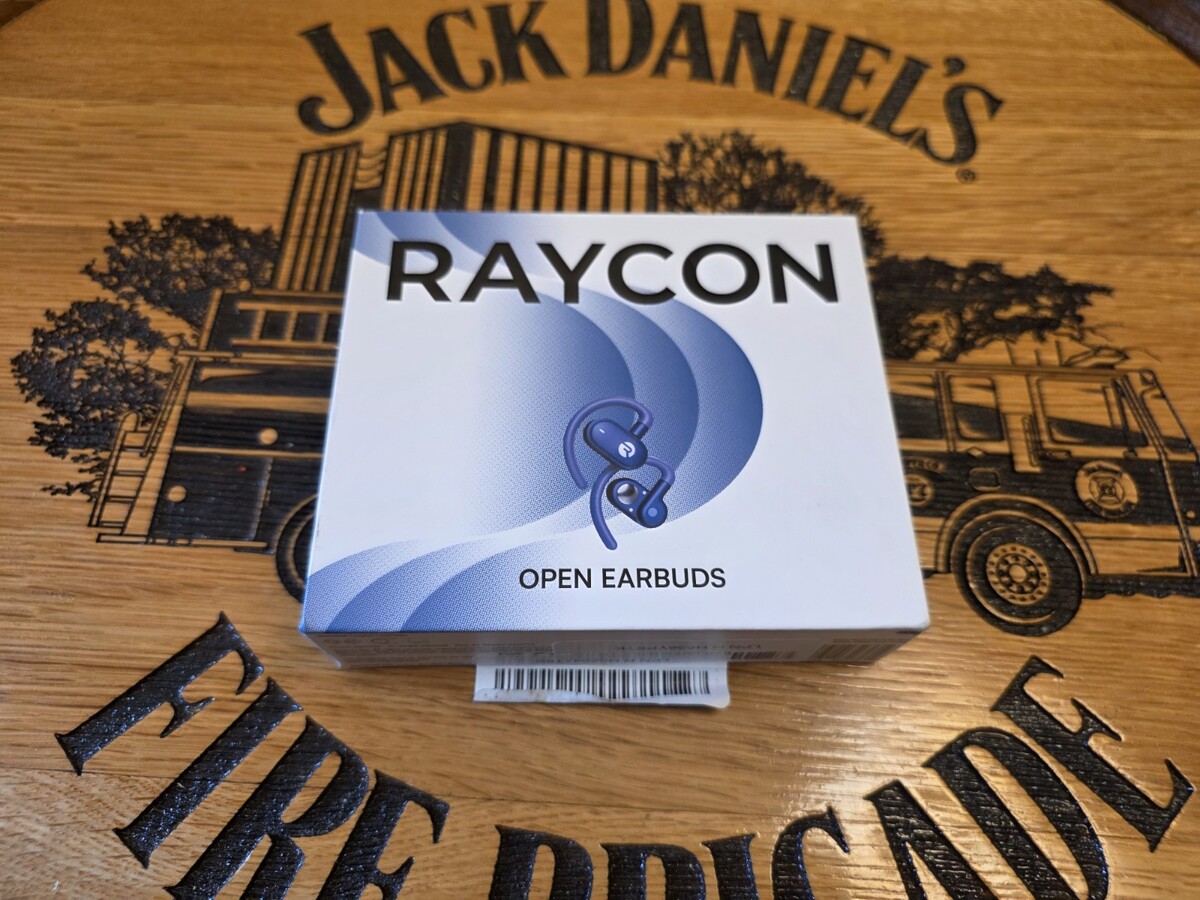 JACK DANIEL'S®
RAYCON
OPEN EARBUDS
FIRE BRIGADE